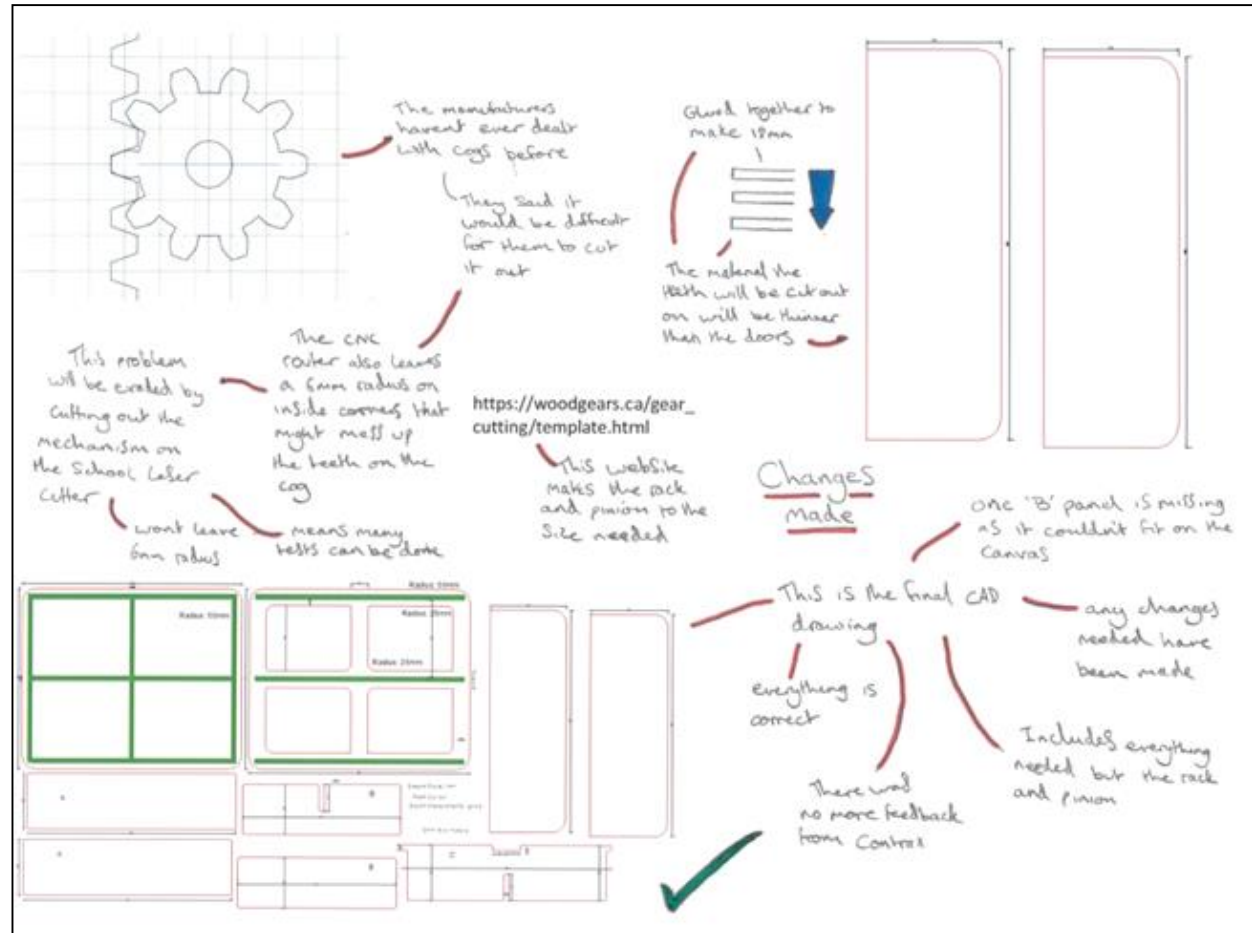 The manufacturers
havent ever dealt
with cogs before
They said it
would be difficult
for them to cut
it out
Glued together to
make 18mm
The material the
teeth will be cut out
on will be thinner
than the doors
The CNC
router also leaves
a 6mm radius on
inside corners that
might mess up
the teeth on the
cog
This problem
will be evaded by
cutting out the
mechanism on
the School Laser
Cutter
wont leave
6mm radius
means many
tests can be done
https://woodgears.ca/gear_
cutting/template.html
This website
makes the rack
and pinion to the
size needed
Changes
made
one 'B' panel is missing
as it couldn't fit on the
canvas
This is the final CAD
drawing
any changes
needed have
been made
everything is
correct
Includes everything
needed but the rack
and pinion
There was
no more feedback
from Control
Radius 50mm
Radius 50mm
Radius 25mm
Radius 25mm